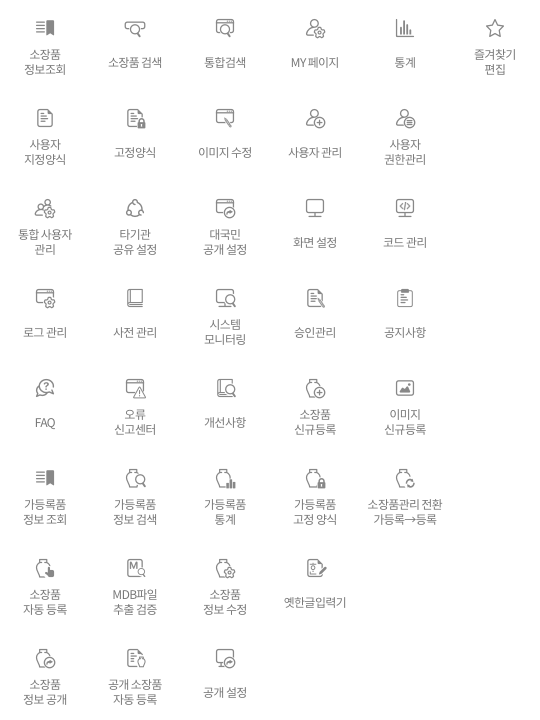 소장품
정보조회
소장품 검색
통합검색
MY 페이지
통계
즐겨찾기
편집
사용자
지정양식
고정양식
이미지 수정
사용자 관리
사용자
권한관리
통합 사용자
관리
타기관
공유 설정
대국민
공개 설정
화면 설정
코드 관리
로그 관리
사전 관리
시스템
모니터링
승인관리
공지사항
FAQ
오류
신고센터
개선사항
소장품
신규등록
이미지
신규등록
가등록품
정보 조회
가등록품
정보 검색
가등록품
통계
가등록품
고정 양식
소장품관리 전환
가등록→등록
소장품
자동 등록
M
MDB파일
추출 검증
소장품
정보 수정
옛한글입력기
소장품
정보 공개
공개 소장품
자동 등록
공개 설정